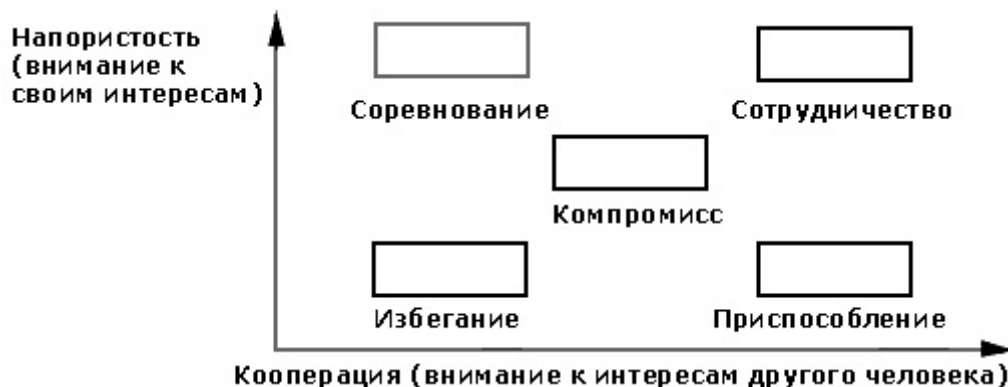 Напористость
(внимание к
своим интересам)
Соревнование
Сотрудничество
Компромисс
Избегание
Приспособление
Кооперация (внимание к интересам другого человека)